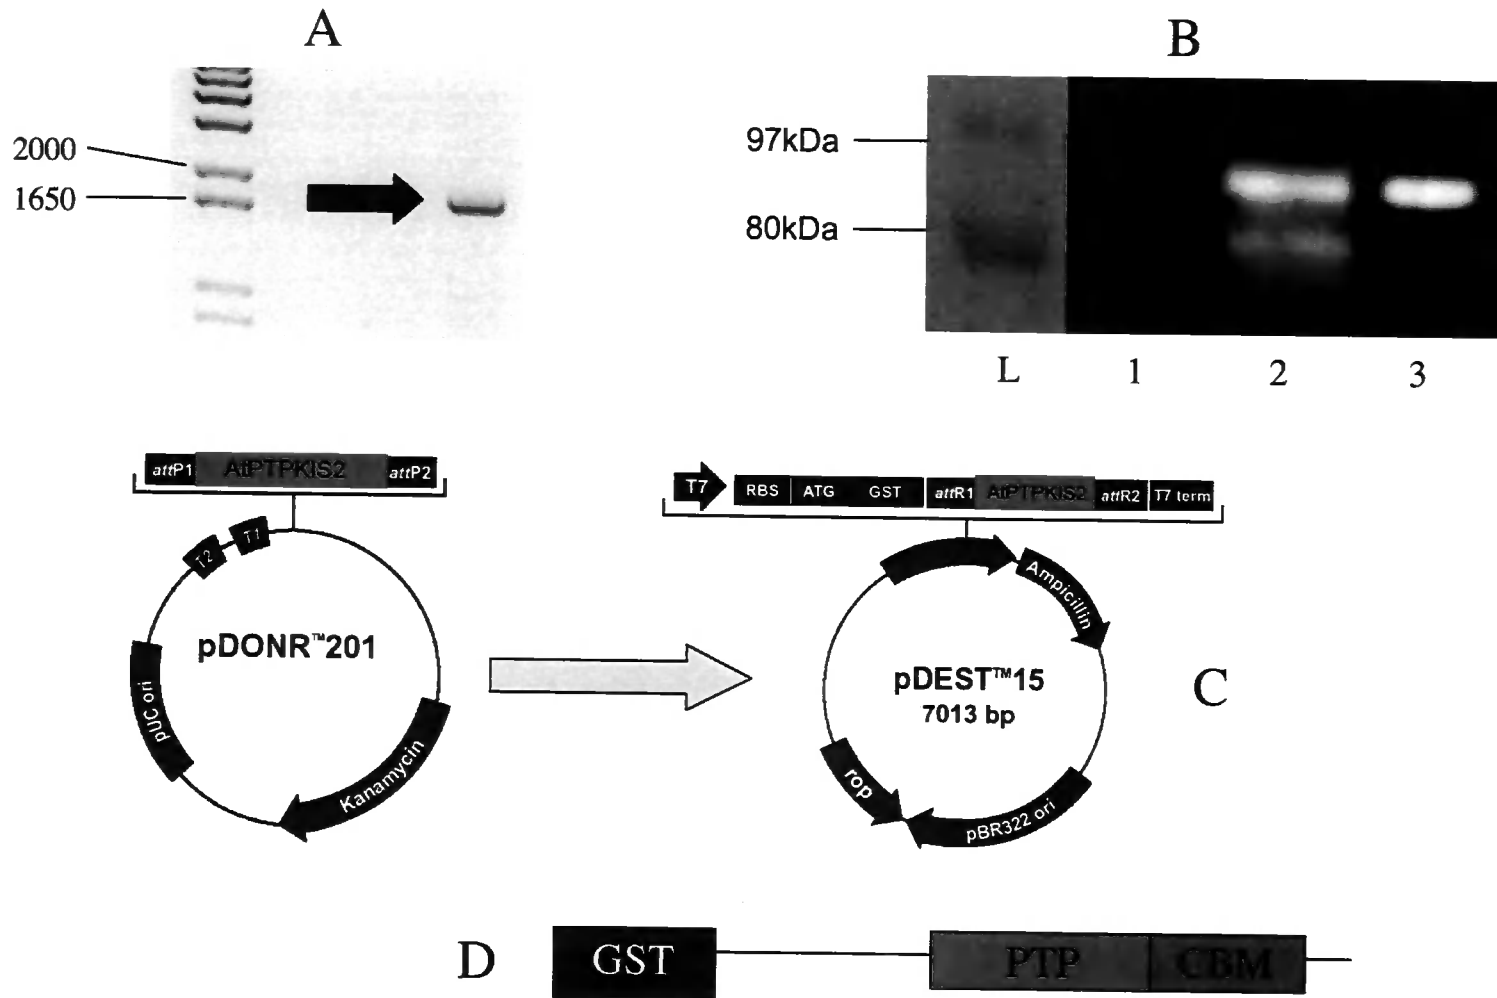 A
2000
1650
B
97kDa
80kDa
L 1 2 3
attP1 AtPTPKIS2 attP2
T2 T1
pDONR™201
pUC ori
Kanamycin
T7 RBS ATG GST attR1 AtPTPKIS2 attR2 T7 term
Ampicillin
pDEST™15
7013 bp
rop
pBR322 ori
C
D
GST PTP CBM